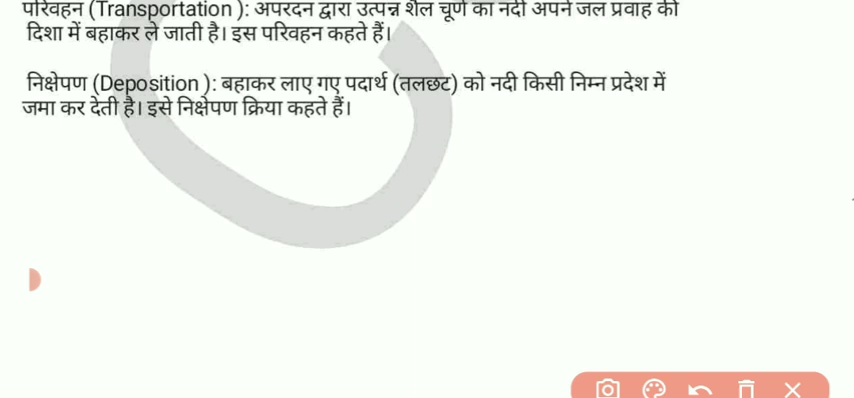 परिवहन (Transportation ): अपरदन द्वारा उत्पन्न शैल चूर्ण को नदी अपने जल प्रवाह की
दिशा में बहाकर ले जाती है। इस परिवहन कहते हैं।
निक्षेपण (Deposition ): बहाकर लाए गए पदार्थ (तलछट) को नदी किसी निम्न प्रदेश में
जमा कर देती है। इसे निक्षेपण क्रिया कहते हैं।